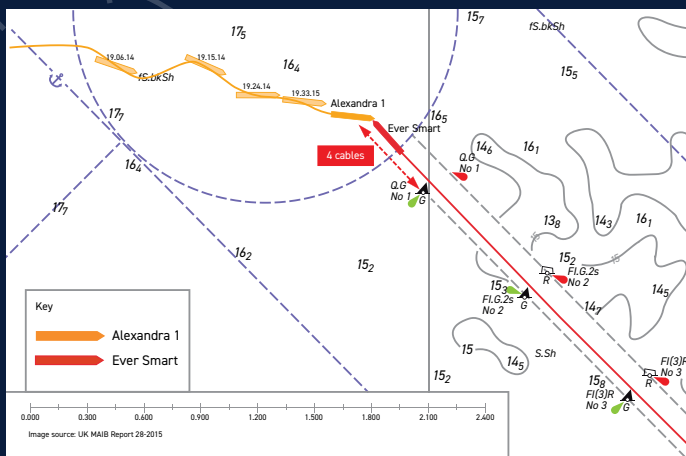 17₅
15₇
fS.bkSh
19.06.14
19.15.14
16₄
fS.bkSh
15₅
19.24.14
19.33.15
Alexandra 1
17₇
16₅
Ever Smart
14₆
16₁
4 cables
16₄
Q.G
No 1
Q.G
No 1
G
17₇
13₈
14₃
16₁
15
16₂
15₂
15₂
15
R
Fl.G.2s
No 2
15₃
Fl.G.2s
No 2
G
14₅
14₇
Key
Alexandra 1
Ever Smart
15
14₅
S.Sh
15₂
15₈
Fl(3)R
No 3
R
Fl(3)R
No 3
G
0.000
0.300
0.600
0.900
1.200
1.500
1.800
2.100
2.400
Image source: UK MAIB Report 28-2015